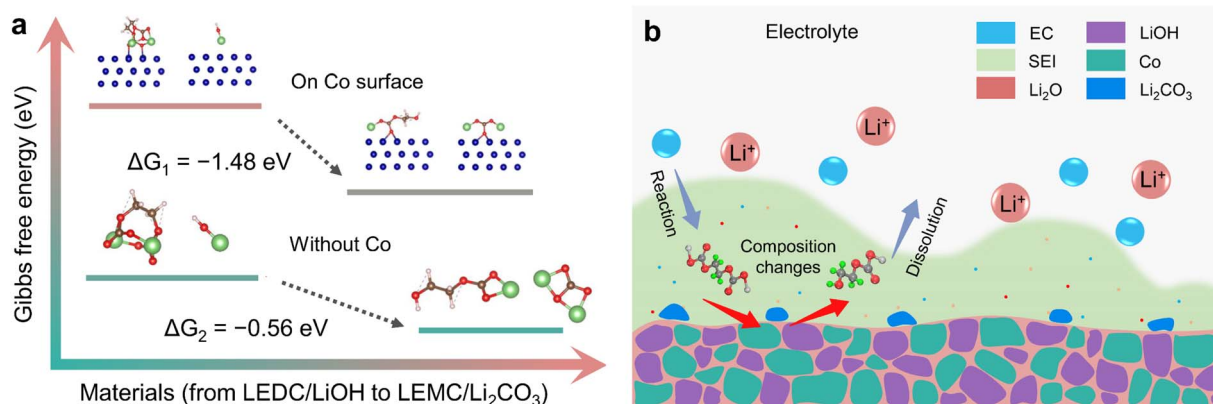 a
Gibbs free energy (eV)
On Co surface
ΔG₁ = −1.48 eV
Without Co
ΔG₂ = −0.56 eV
Materials (from LEDC/LiOH to LEMC/Li₂CO₃)
b
Electrolyte
EC
SEI
Li₂O
LiOH
Co
Li₂CO₃
Li⁺
Li⁺
Li⁺
Li⁺
Reaction
Composition
changes
Dissolution